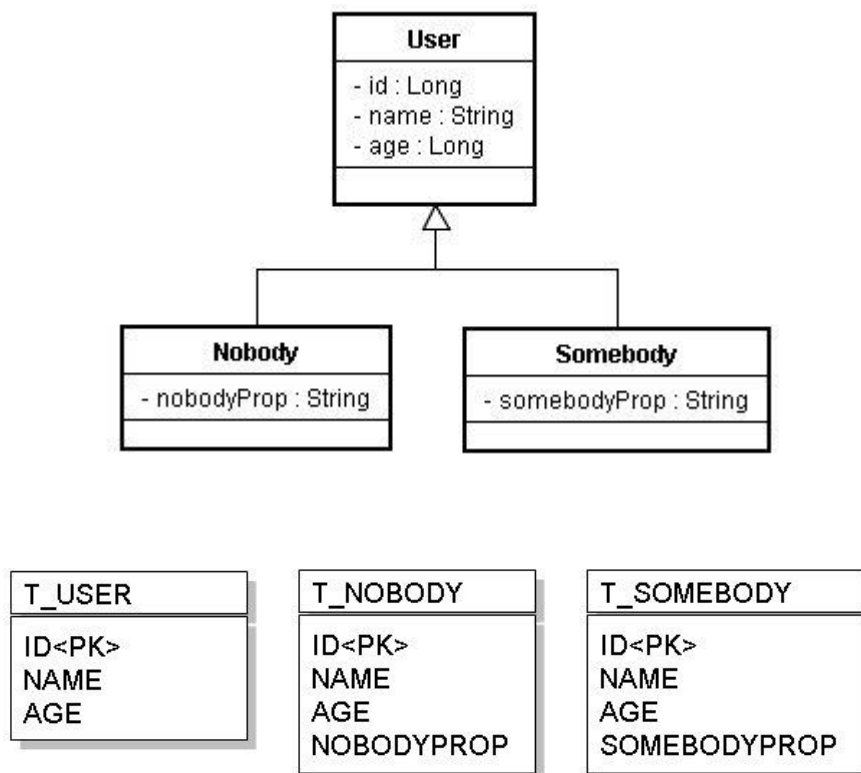 User
- id : Long
- name : String
- age : Long
Nobody
- nobodyProp : String
Somebody
- somebodyProp : String
T_USER
ID<PK>
NAME
AGE
T_NOBODY
ID<PK>
NAME
AGE
NOBODYPROP
T_SOMEBODY
ID<PK>
NAME
AGE
SOMEBODYPROP